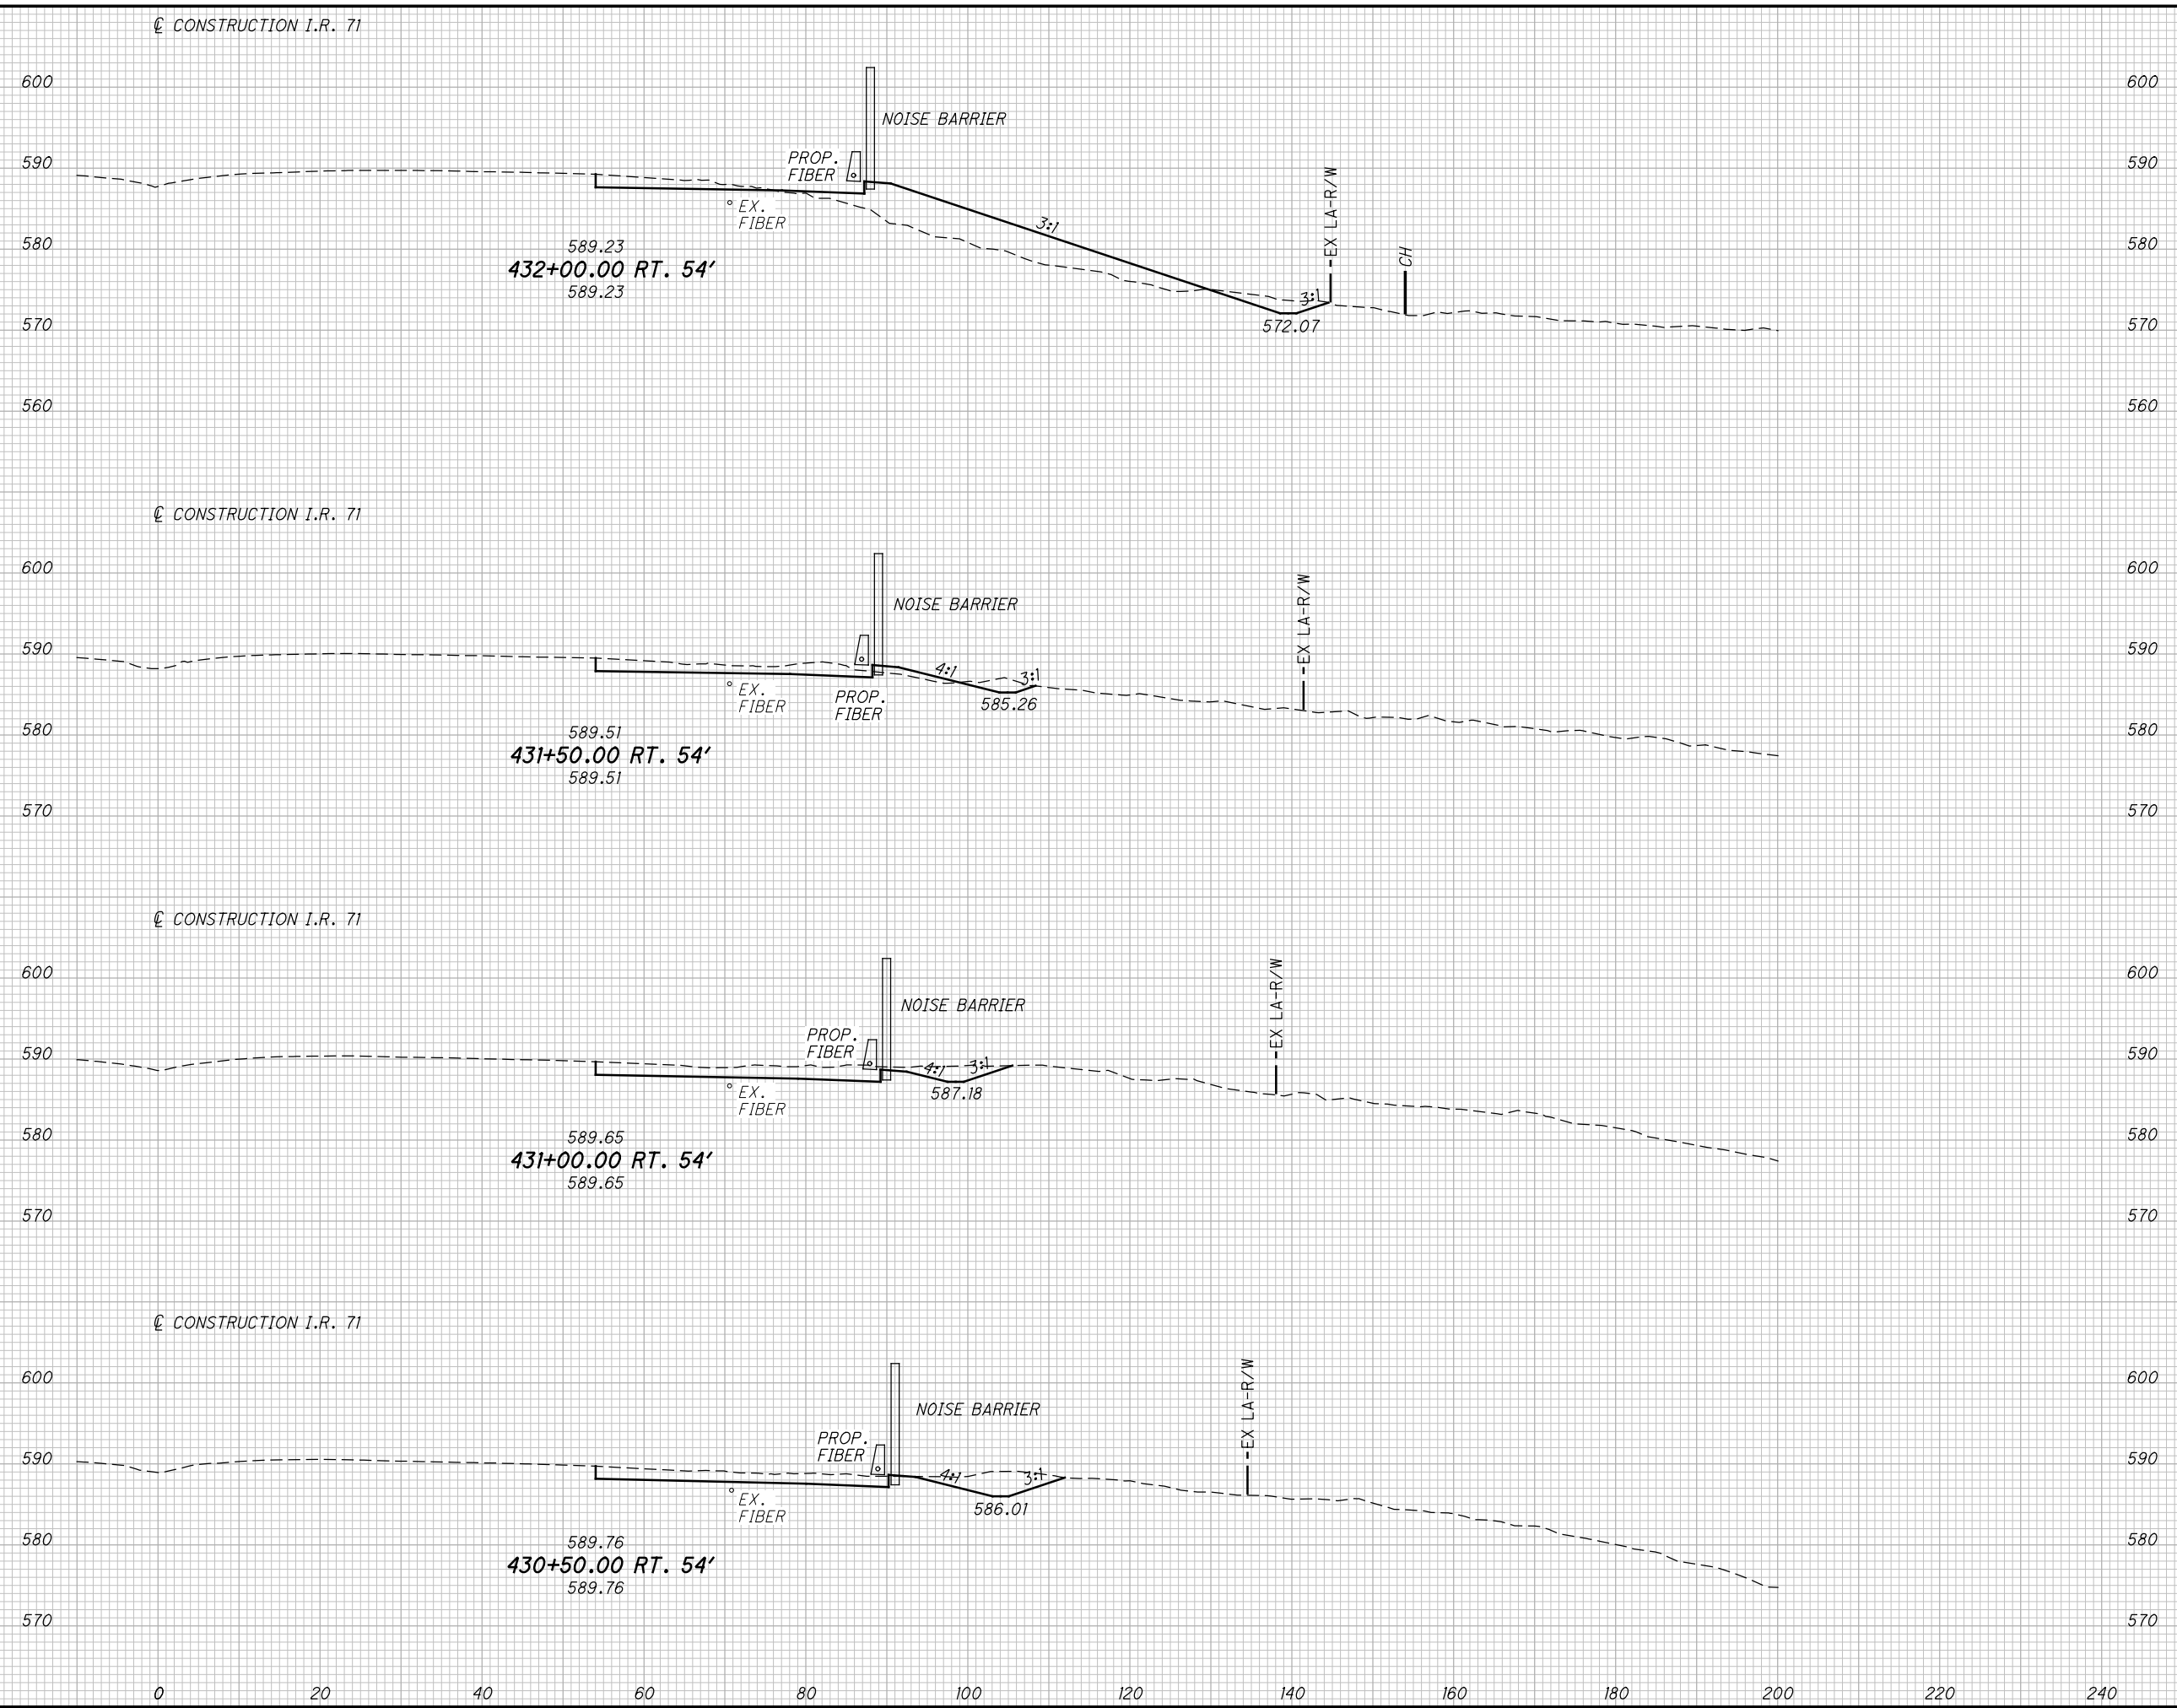 ℄ CONSTRUCTION I.R. 71
600 600
NOISE BARRIER
590 PROP. 590
FIBER
EX LA-R/W
EX.
FIBER
3:1
580 589.23 CH 580
432+00.00 RT. 54'
589.23
3:1
570 572.07 570
560 560
℄ CONSTRUCTION I.R. 71
600 600
NOISE BARRIER
EX LA-R/W
590 590
4:1 3:1
EX. PROP. 585.26
FIBER FIBER
580 589.51 580
431+50.00 RT. 54'
589.51
570 570
℄ CONSTRUCTION I.R. 71
600 600
NOISE BARRIER
EX LA-R/W
PROP.
590 FIBER 590
4:1 3:1
EX. 587.18
FIBER
580 589.65 580
431+00.00 RT. 54'
589.65
570 570
℄ CONSTRUCTION I.R. 71
600 600
NOISE BARRIER
EX LA-R/W
PROP.
590 FIBER 590
4:1 3:1
EX. 586.01
FIBER
580 589.76 580
430+50.00 RT. 54'
589.76
570 570
0 20 40 60 80 100 120 140 160 180 200 220 240